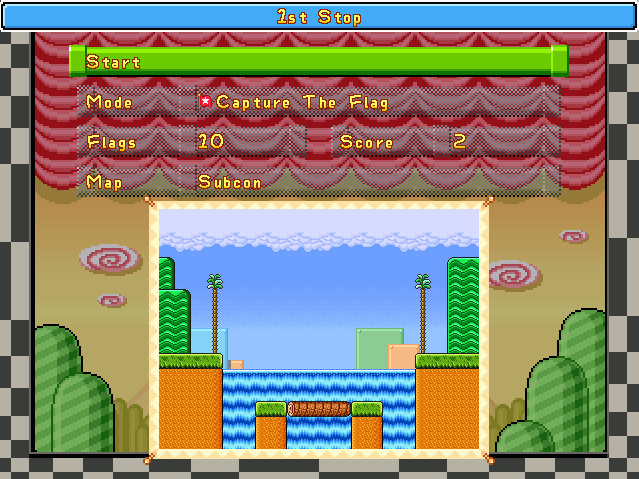 1st Stop
Start
Mode Capture The Flag
Flags 10 Score 2
Map Subcon